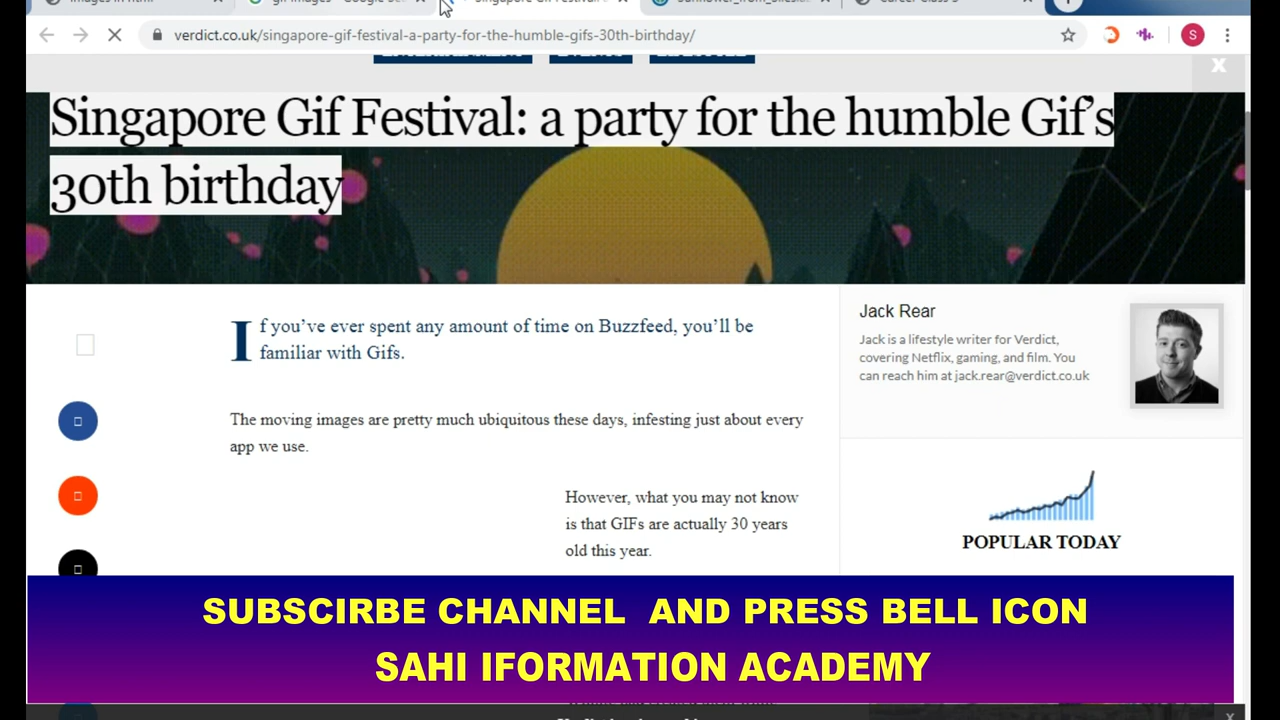 verdict.co.uk/singapore-gif-festival-a-party-for-the-humble-gifs-30th-birthday/
S
X
Singapore Gif Festival: a party for the humble Gif's
30th birthday
If you've ever spent any amount of time on Buzzfeed, you'll be
familiar with Gifs.
The moving images are pretty much ubiquitous these days, infesting just about every
app we use.
However, what you may not know
is that GIFs are actually 30 years
old this year.
Jack Rear
Jack is a lifestyle writer for Verdict,
covering Netflix, gaming, and film. You
can reach him at jack.rear@verdict.co.uk
POPULAR TODAY
SUBSCIRBE CHANNEL AND PRESS BELL ICON
SAHI IFORMATION ACADEMY